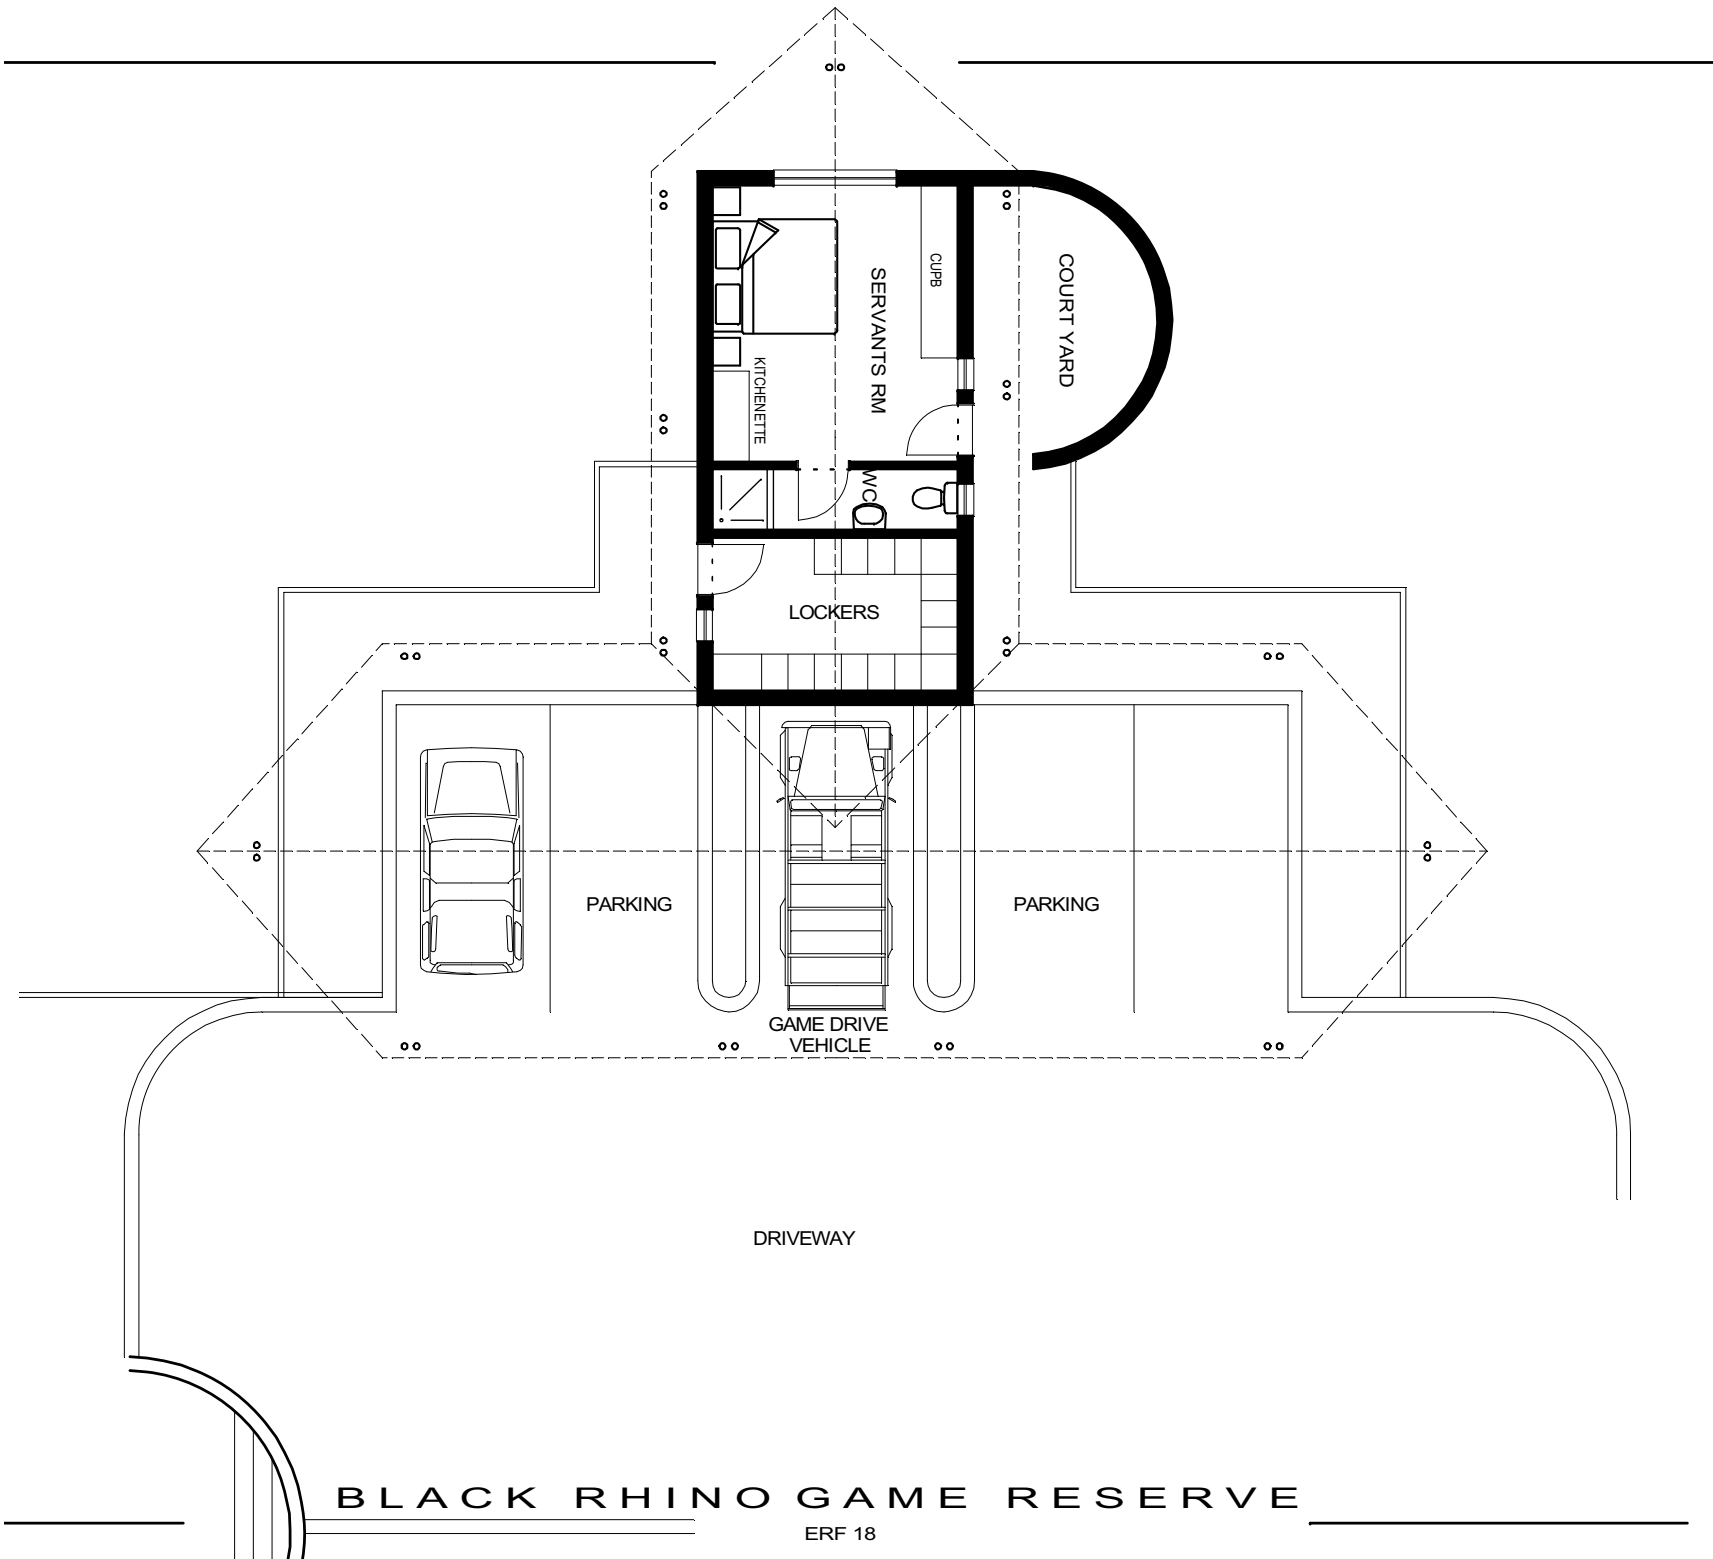 CUPB
COURT YARD
SERVANTS RM
KITCHENETTE
WC
LOCKERS
PARKING
PARKING
GAME DRIVE
VEHICLE
DRIVEWAY
BLACK RHINO GAME RESERVE
ERF 18